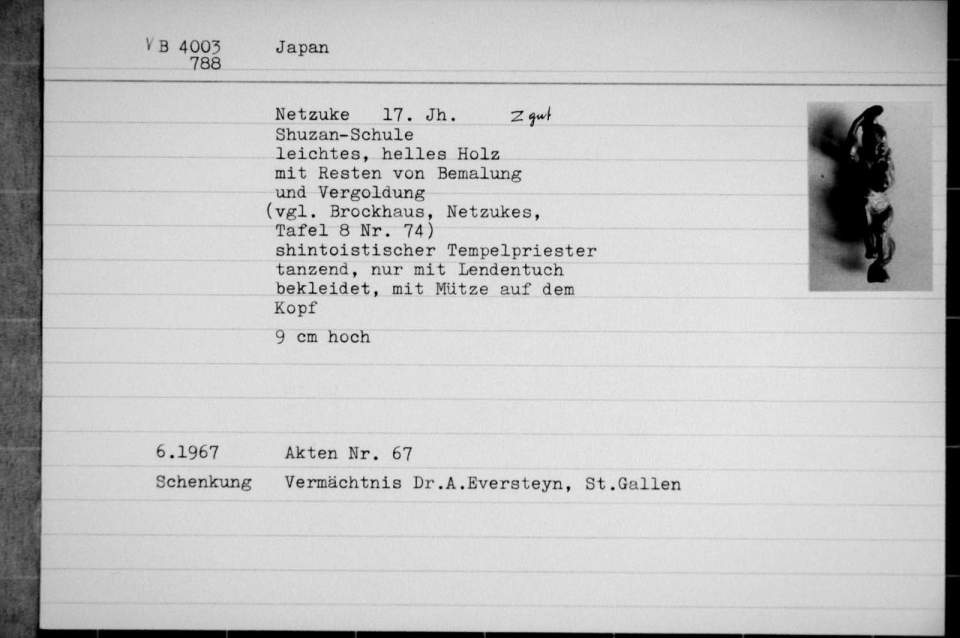 VB 4003 Japan
788
Netzuke 17. Jh. Z gut
Shuzan-Schule
leichtes, helles Holz
mit Resten von Bemalung
und Vergoldung
(vgl. Brockhaus, Netzukes,
Tafel 8 Nr. 74)
shintoistischer Tempelpriester
tanzend, nur mit Lendentuch
bekleidet, mit Mütze auf dem
Kopf
9 cm hoch
6.1967 Akten Nr. 67
Schenkung Vermächtnis Dr.A.Eversteyn, St.Gallen